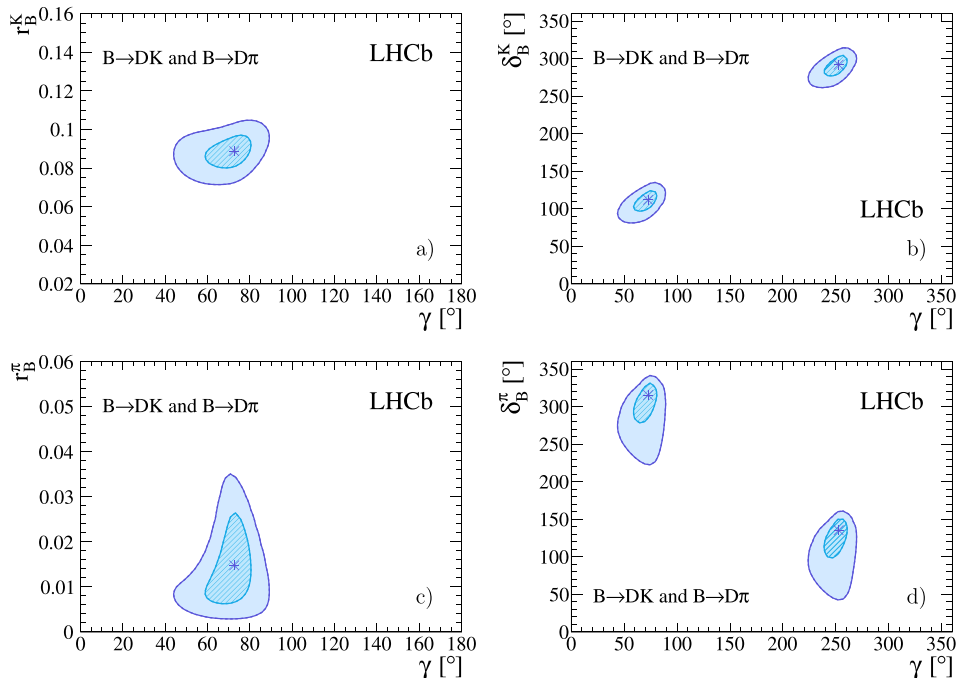 r_B^K
0.16
0.14
0.12
0.1
0.08
0.06
0.04
0.02
B→DK and B→Dπ
LHCb
a)
0 20 40 60 80 100 120 140 160 180
γ [°]
δ_B^K [°]
350
300
250
200
150
100
50
0
B→DK and B→Dπ
LHCb
b)
0 50 100 150 200 250 300 350
γ [°]
r_B^π
0.06
0.05
0.04
0.03
0.02
0.01
0
B→DK and B→Dπ
LHCb
c)
0 20 40 60 80 100 120 140 160 180
γ [°]
δ_B^π [°]
350
300
250
200
150
100
50
0
LHCb
B→DK and B→Dπ
d)
0 50 100 150 200 250 300 350
γ [°]